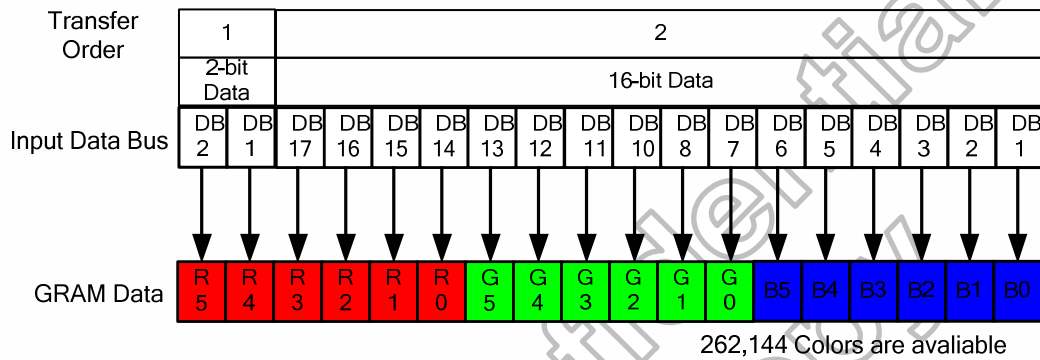 Transfer Order 1 2
2-bit Data 16-bit Data
Input Data Bus DB 2 DB 1 DB 17 DB 16 DB 15 DB 14 DB 13 DB 12 DB 11 DB 10 DB 8 DB 7 DB 6 DB 5 DB 4 DB 3 DB 2 DB 1
GRAM Data R 5 R 4 R 3 R 2 R 1 R 0 G 5 G 4 G 3 G 2 G 1 G 0 B5 B4 B3 B2 B1 B0
262,144 Colors are avaliable